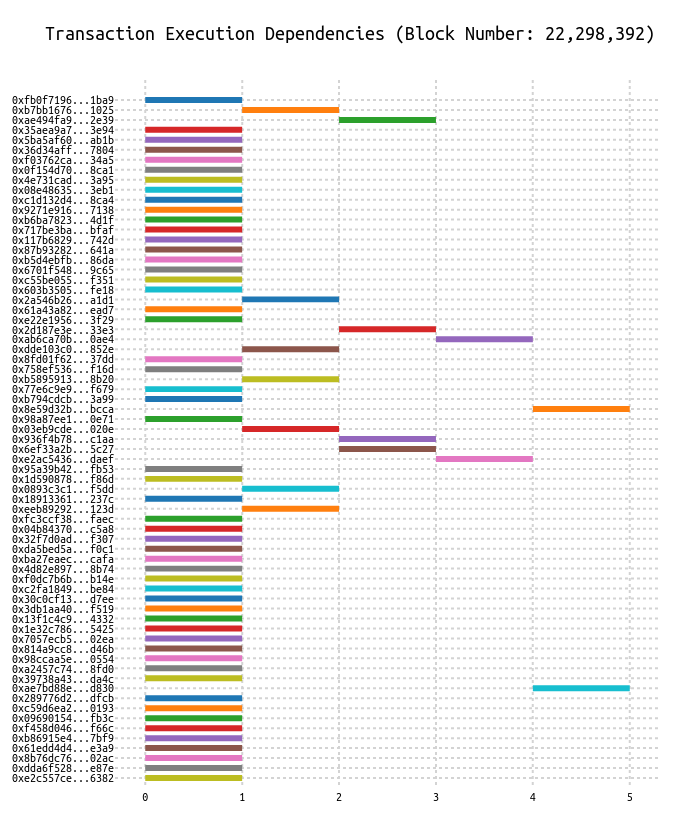 Transaction Execution Dependencies (Block Number: 22,298,392)
0xfb0f7196...1ba9
0xb7bb1676...1025
0xae494fa9...2e39
0x35aea9a7...3e94
0x5ba5af60...ab1b
0x36d34aff...7804
0xf03762ca...34a5
0x0f154d70...8ca1
0x4e731cad...3a95
0x08e48635...3eb1
0xc1d132d4...8ca4
0x9271e916...7138
0xb6ba7823...4d1f
0x717be3ba...bfaf
0x117b6829...742d
0x87b93282...641a
0xb5d4ebfb...86da
0x6701f548...9c65
0xc55be055...f351
0x603b3505...fe18
0x2a546b26...a1d1
0x61a43a82...ead7
0xe22e1956...3f29
0x2d187e3e...33e3
0xab6ca70b...0ae4
0xdde103c0...852e
0x8fd01f62...37dd
0x758ef536...f16d
0xb5895913...8b20
0x77e6c9e9...f679
0xb794cdcb...3a99
0x8e59d32b...bcca
0x98a87ee1...0e71
0x03eb9cde...020e
0x936f4b78...c1aa
0x6ef33a2b...5c27
0xe2ac5436...daef
0x95a39b42...fb53
0x1d590878...f86d
0x0893c3c1...f5dd
0x18913361...237c
0xeeb89292...123d
0xfc3ccf38...faec
0x04b84370...c5a8
0x32f7d0ad...f307
0xda5bed5a...f0c1
0xba27eaec...cafa
0x4d82e897...8b74
0xf0dc7b6b...b14e
0xc2fa1849...be84
0x30c0cf13...d7ee
0x3db1aa40...f519
0x13f1c4c9...4332
0x1e32c786...5425
0x7057ecb5...02ea
0x814a9cc8...d46b
0x98ccaa5e...0554
0xa2457c74...8fd0
0x39738a43...da4c
0xae7bd88e...d830
0x289776d2...dfcb
0xc59d6ea2...0193
0x09690154...fb3c
0xf458d046...f66c
0xb86915e4...7bf9
0x61edd4d4...e3a9
0x8b76dc76...02ac
0xdda6f528...e87e
0xe2c557ce...6382
0 1 2 3 4 5